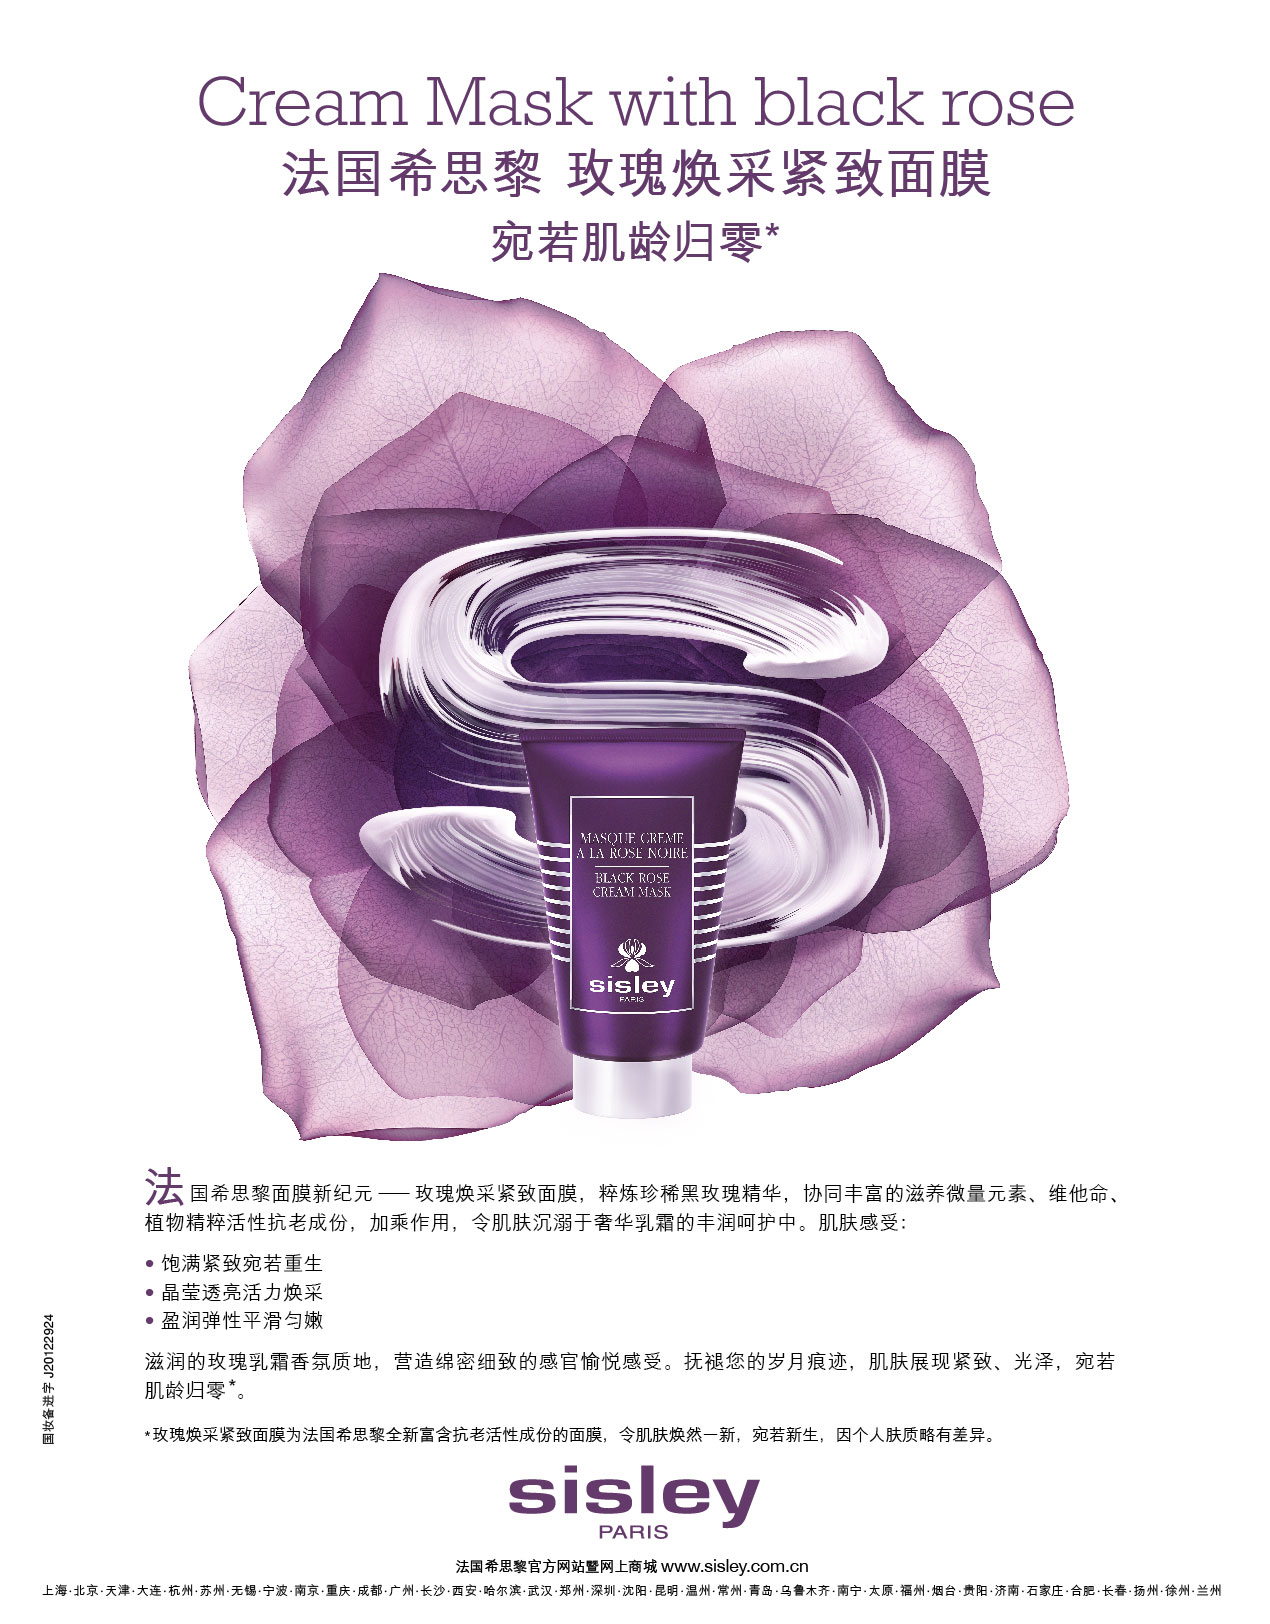 Cream Mask with black rose
法国希思黎 玫瑰焕采紧致面膜
宛若肌龄归零*
MASQUE CREME
A LA ROSE NOIRE
BLACK ROSE
CREAM MASK
sisley
PARIS
法国希思黎面膜新纪元 —— 玫瑰焕采紧致面膜，粹炼珍稀黑玫瑰精华，协同丰富的滋养微量元素、维他命、
植物精粹活性抗老成份，加乘作用，令肌肤沉溺于奢华乳霜的丰润呵护中。肌肤感受：
• 饱满紧致宛若重生
• 晶莹透亮活力焕采
• 盈润弹性平滑匀嫩
滋润的玫瑰乳霜香氛质地，营造绵密细致的感官愉悦感受。抚褪您的岁月痕迹，肌肤展现紧致、光泽，宛若
肌龄归零*。
*玫瑰焕采紧致面膜为法国希思黎全新富含抗老活性成份的面膜，令肌肤焕然一新，宛若新生，因个人肤质略有差异。
国妆备进字 J20122924
sisley
PARIS
法国希思黎官方网站暨网上商城 www.sisley.com.cn
上海·北京·天津·大连·杭州·苏州·无锡·宁波·南京·重庆·成都·广州·长沙·西安·哈尔滨·武汉·郑州·深圳·沈阳·昆明·温州·常州·青岛·乌鲁木齐·南宁·太原·福州·烟台·贵阳·济南·石家庄·合肥·长春·扬州·徐州·兰州